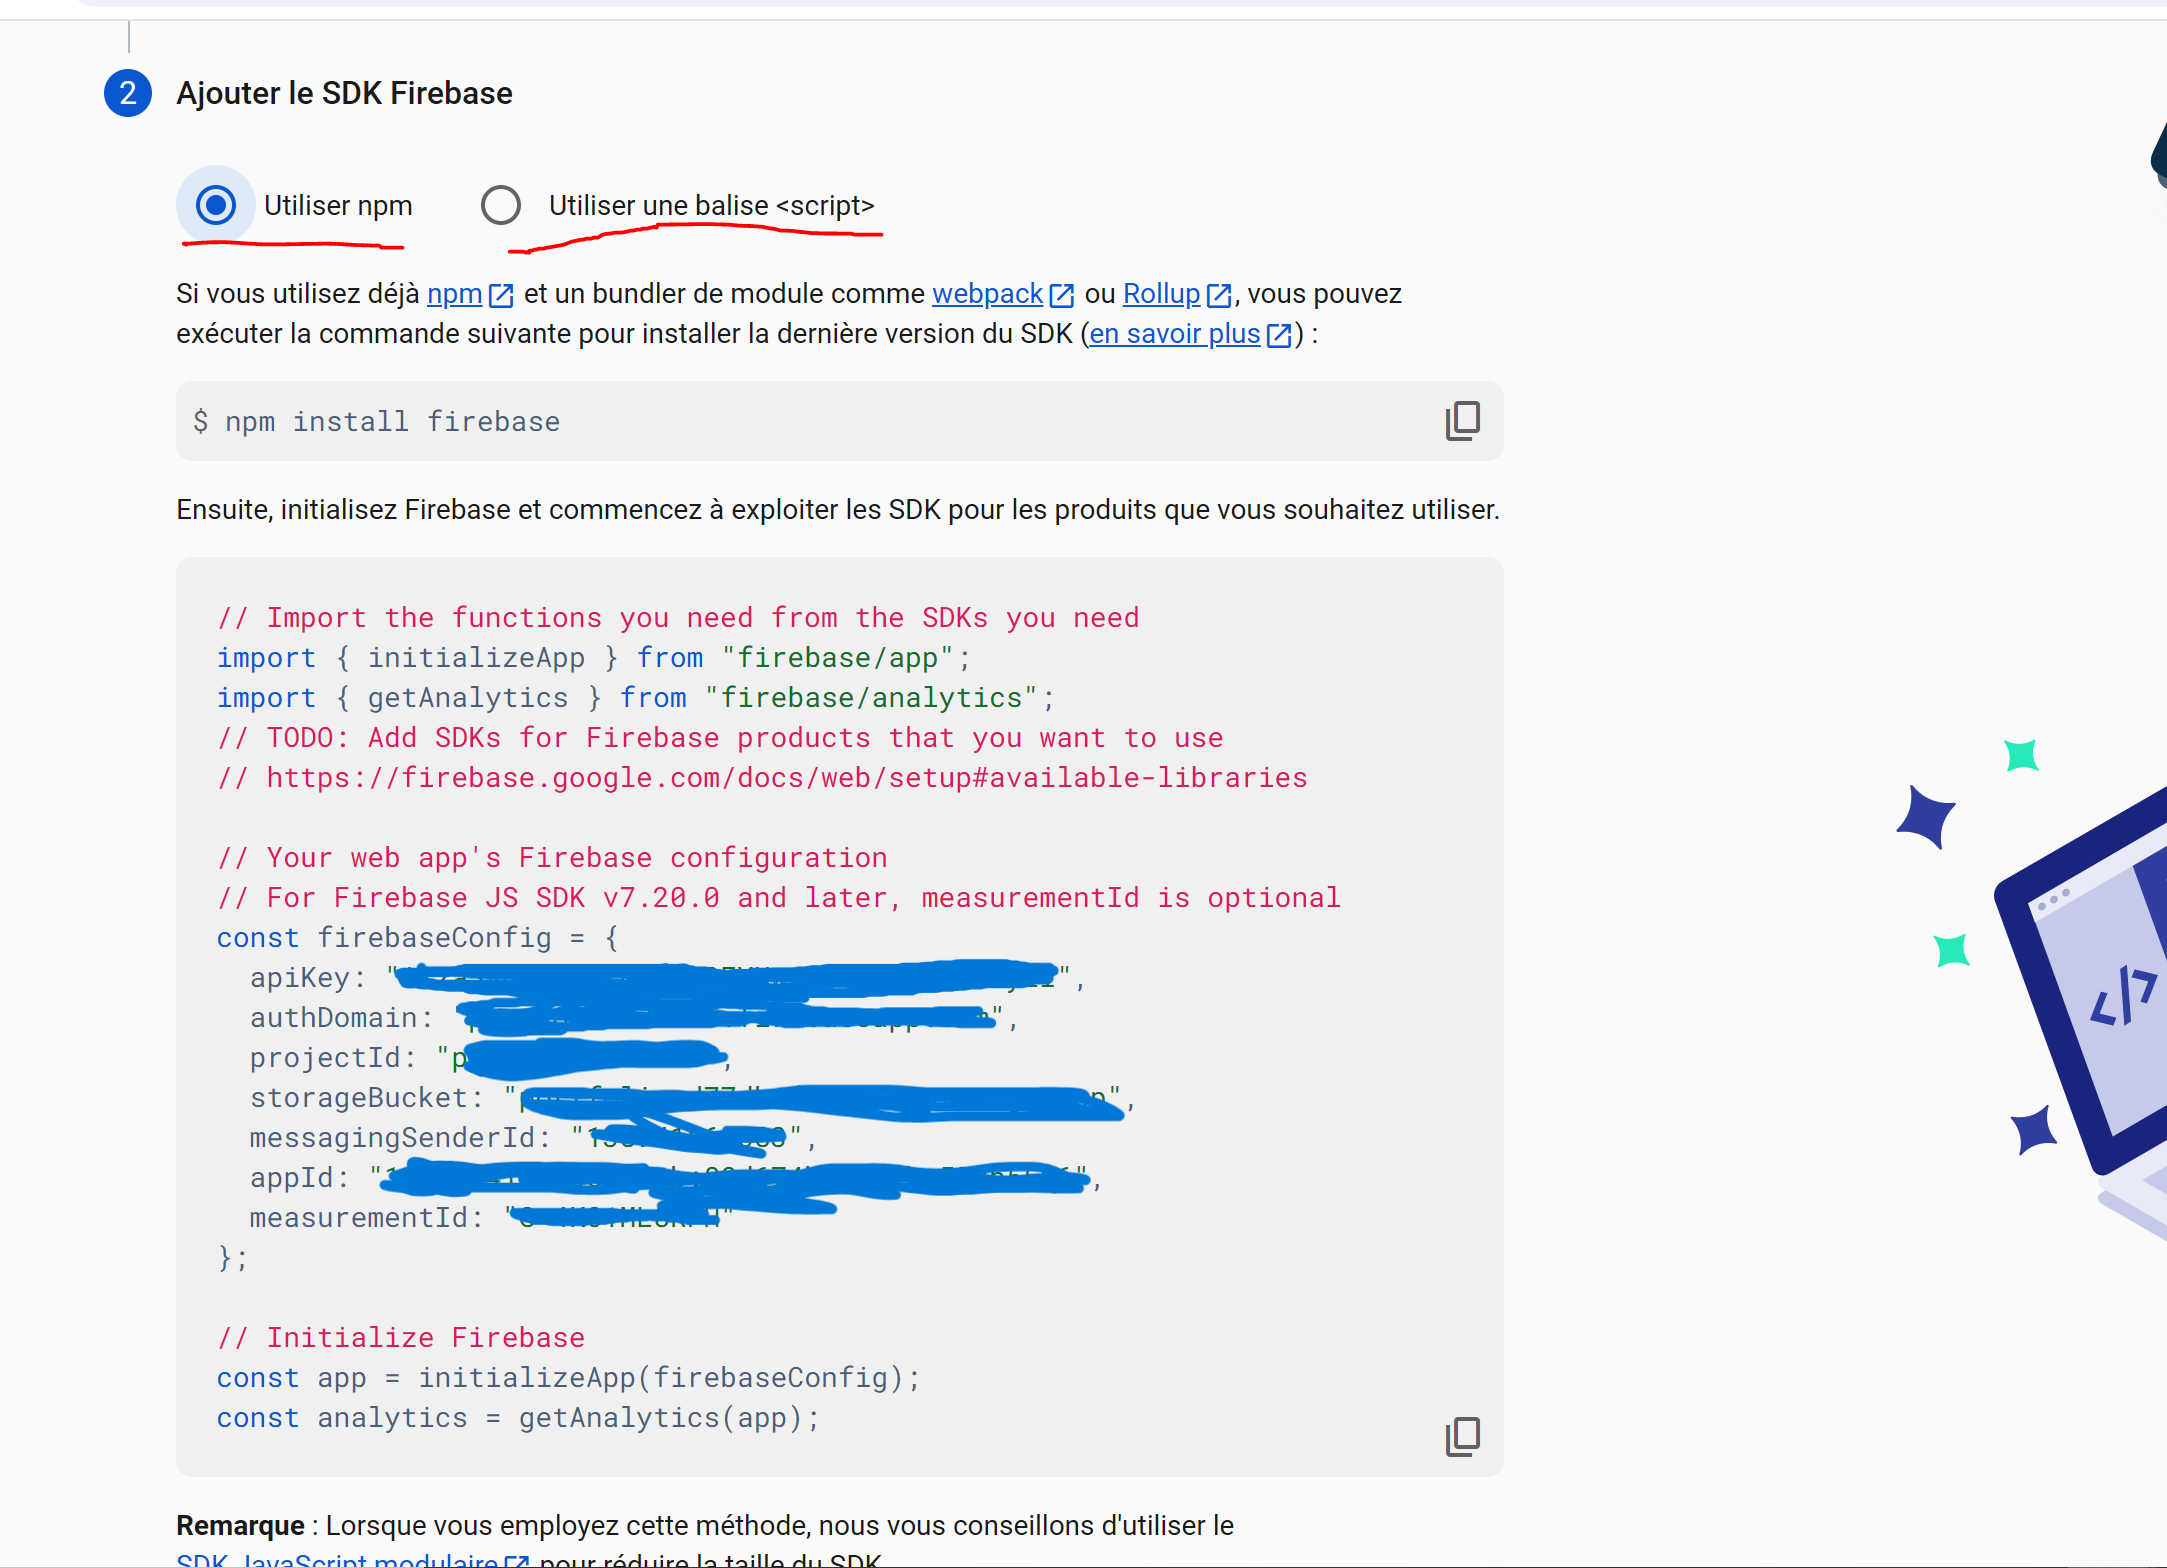 2 Ajouter le SDK Firebase
Utiliser npm Utiliser une balise <script>
Si vous utilisez déjà npm et un bundler de module comme webpack ou Rollup, vous pouvez
exécuter la commande suivante pour installer la dernière version du SDK (en savoir plus) :
$ npm install firebase
Ensuite, initialisez Firebase et commencez à exploiter les SDK pour les produits que vous souhaitez utiliser.
// Import the functions you need from the SDKs you need
import { initializeApp } from "firebase/app";
import { getAnalytics } from "firebase/analytics";
// TODO: Add SDKs for Firebase products that you want to use
// https://firebase.google.com/docs/web/setup#available-libraries
// Your web app's Firebase configuration
// For Firebase JS SDK v7.20.0 and later, measurementId is optional
const firebaseConfig = {
apiKey: "",
authDomain: "",
projectId: "
storageBucket: "",
messagingSenderId: "",
appId: "",
measurementId: ""
};
// Initialize Firebase
const app = initializeApp(firebaseConfig);
const analytics = getAnalytics(app);
Remarque : Lorsque vous employez cette méthode, nous vous conseillons d'utiliser le
SDK JavaScript modulaire pour réduire la taille du SDK.